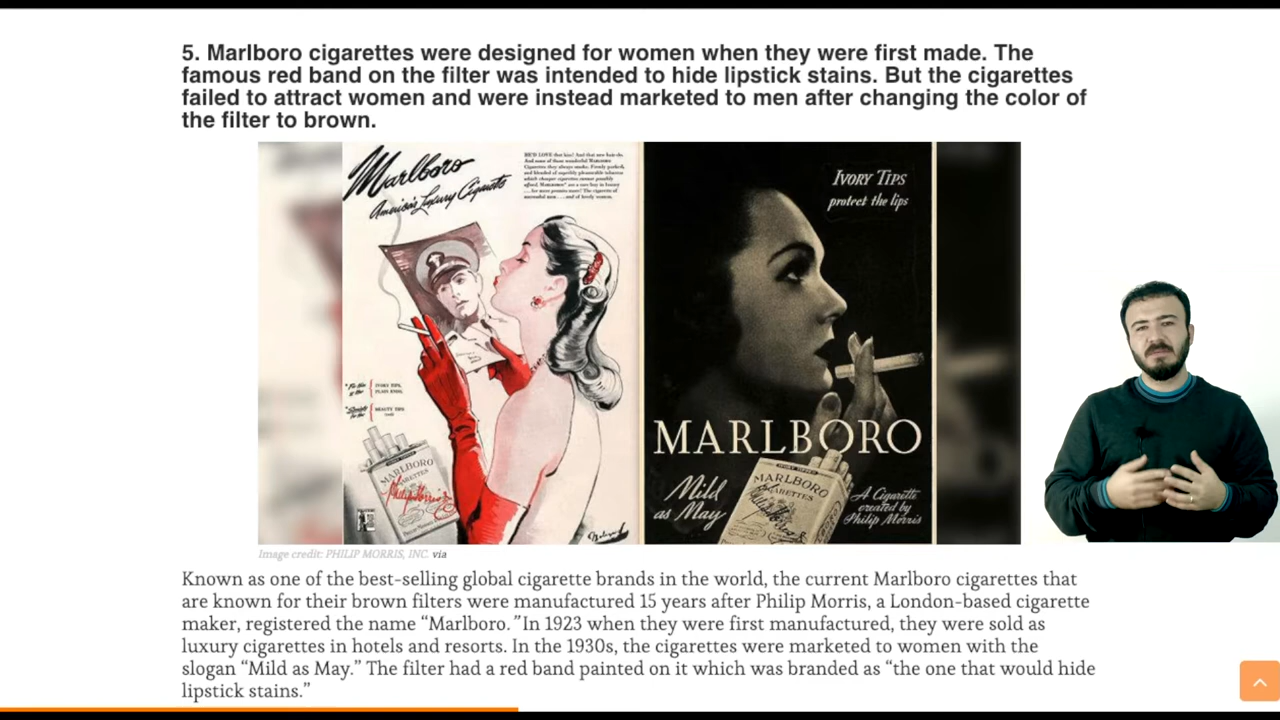 5. Marlboro cigarettes were designed for women when they were first made. The
famous red band on the filter was intended to hide lipstick stains. But the cigarettes
failed to attract women and were instead marketed to men after changing the color of
the filter to brown.
Marlboro
America's Luxury Cigarette
IVORY TIPS
protect the lips
IVORY TIPS,
PLAIN ENDS,
BEAUTY TIPS
MARLBORO
CIGARETTES
MARLBORO
Mild
as May
MARLBORO
CIGARETTES
A Cigarette
created by
Philip Morris
Image credit: PHILIP MORRIS, INC. via
Known as one of the best-selling global cigarette brands in the world, the current Marlboro cigarettes that
are known for their brown filters were manufactured 15 years after Philip Morris, a London-based cigarette
maker, registered the name “Marlboro.” In 1923 when they were first manufactured, they were sold as
luxury cigarettes in hotels and resorts. In the 1930s, the cigarettes were marketed to women with the
slogan “Mild as May.” The filter had a red band painted on it which was branded as “the one that would hide
lipstick stains.”